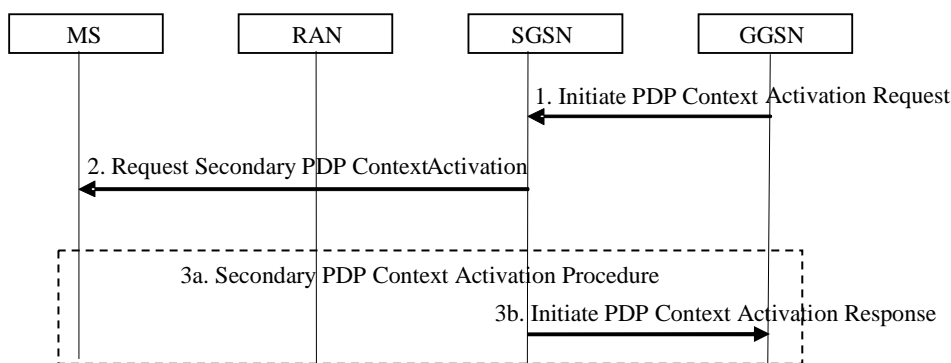 MS
RAN
SGSN
GGSN
1. Initiate PDP Context Activation Request
2. Request Secondary PDP ContextActivation
3a. Secondary PDP Context Activation Procedure
3b. Initiate PDP Context Activation Response